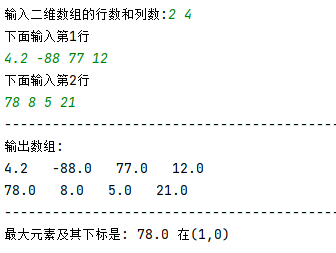 输入二维数组的行数和列数:2 4
下面输入第1行
4.2 -88 77 12
下面输入第2行
78 8 5 21
----------------------------------------
输出数组:
4.2   -88.0   77.0   12.0
78.0   8.0   5.0   21.0
----------------------------------------
最大元素及其下标是: 78.0 在(1,0)